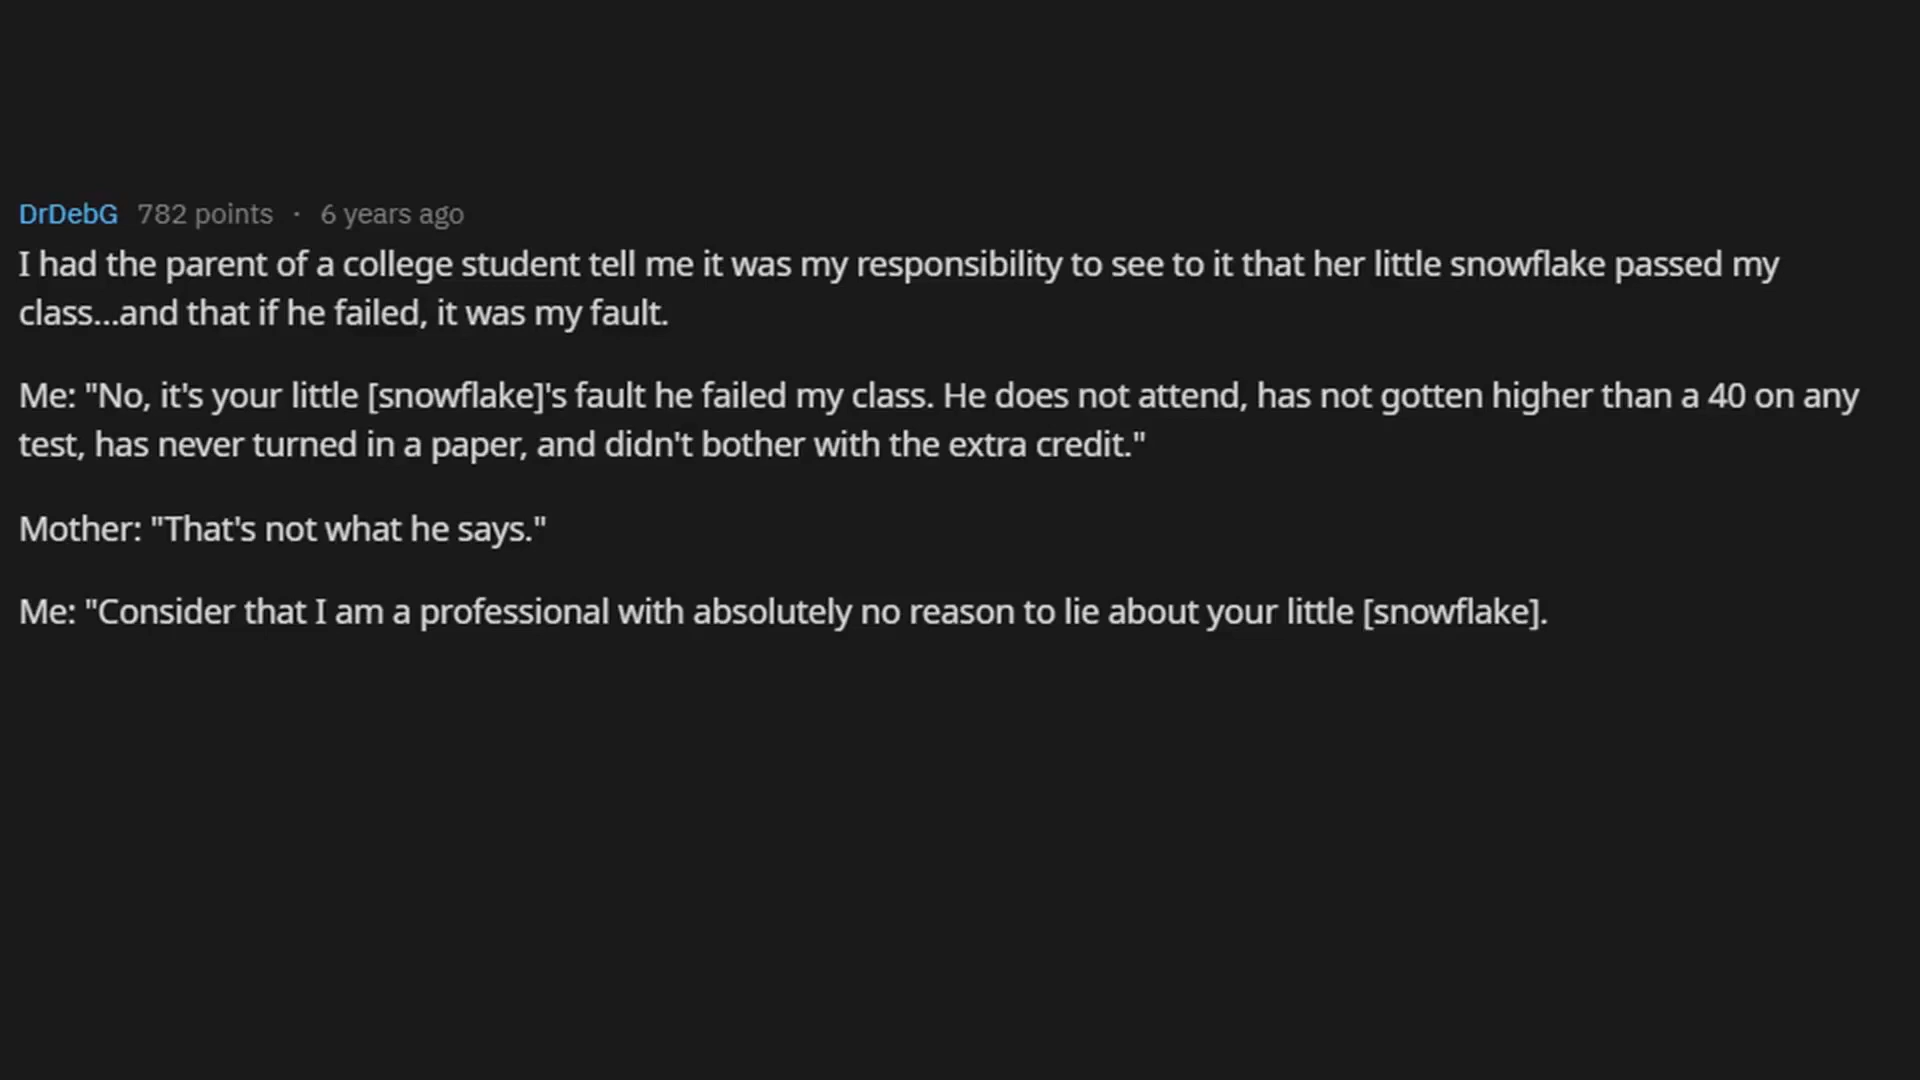 DrDebG 782 points · 6 years ago
I had the parent of a college student tell me it was my responsibility to see to it that her little snowflake passed my
class...and that if he failed, it was my fault.
Me: "No, it's your little [snowflake]'s fault he failed my class. He does not attend, has not gotten higher than a 40 on any
test, has never turned in a paper, and didn't bother with the extra credit."
Mother: "That's not what he says."
Me: "Consider that I am a professional with absolutely no reason to lie about your little [snowflake].